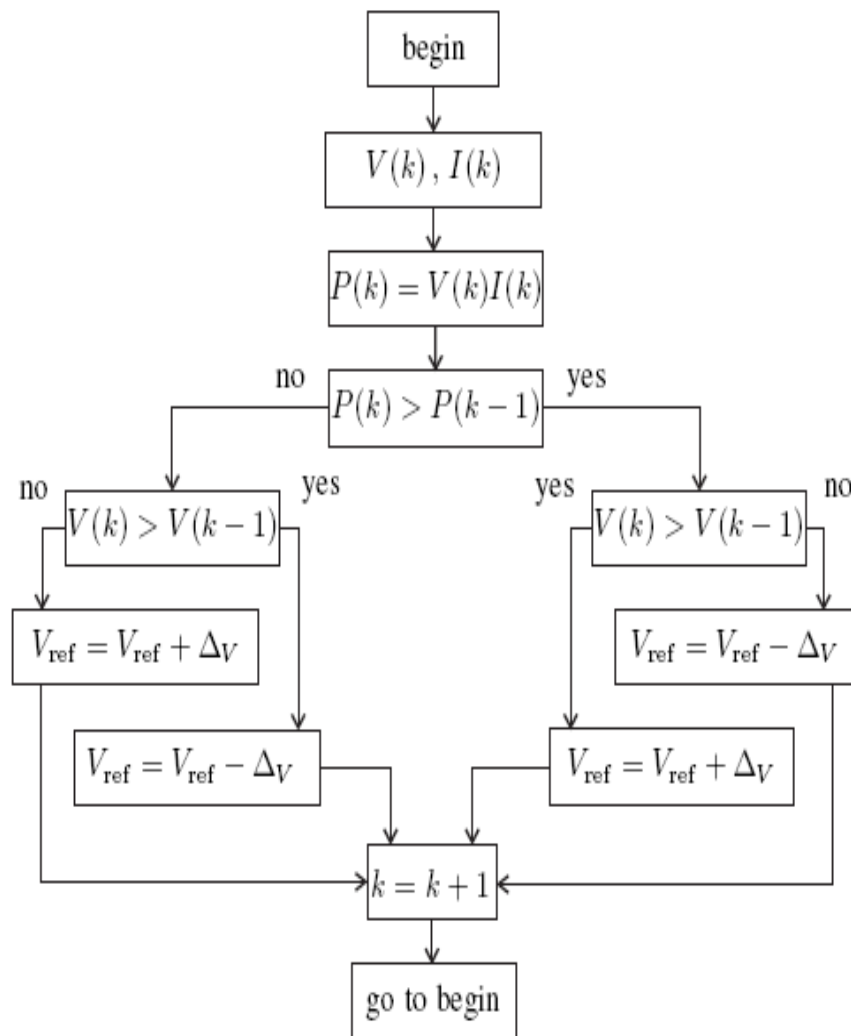 begin
V(k) , I(k)
P(k) = V(k)I(k)
no
yes
P(k) > P(k − 1)
no
yes
yes
no
V(k) > V(k − 1)
V(k) > V(k − 1)
V_ref = V_ref + Δ_V
V_ref = V_ref − Δ_V
V_ref = V_ref − Δ_V
V_ref = V_ref + Δ_V
k = k + 1
go to begin